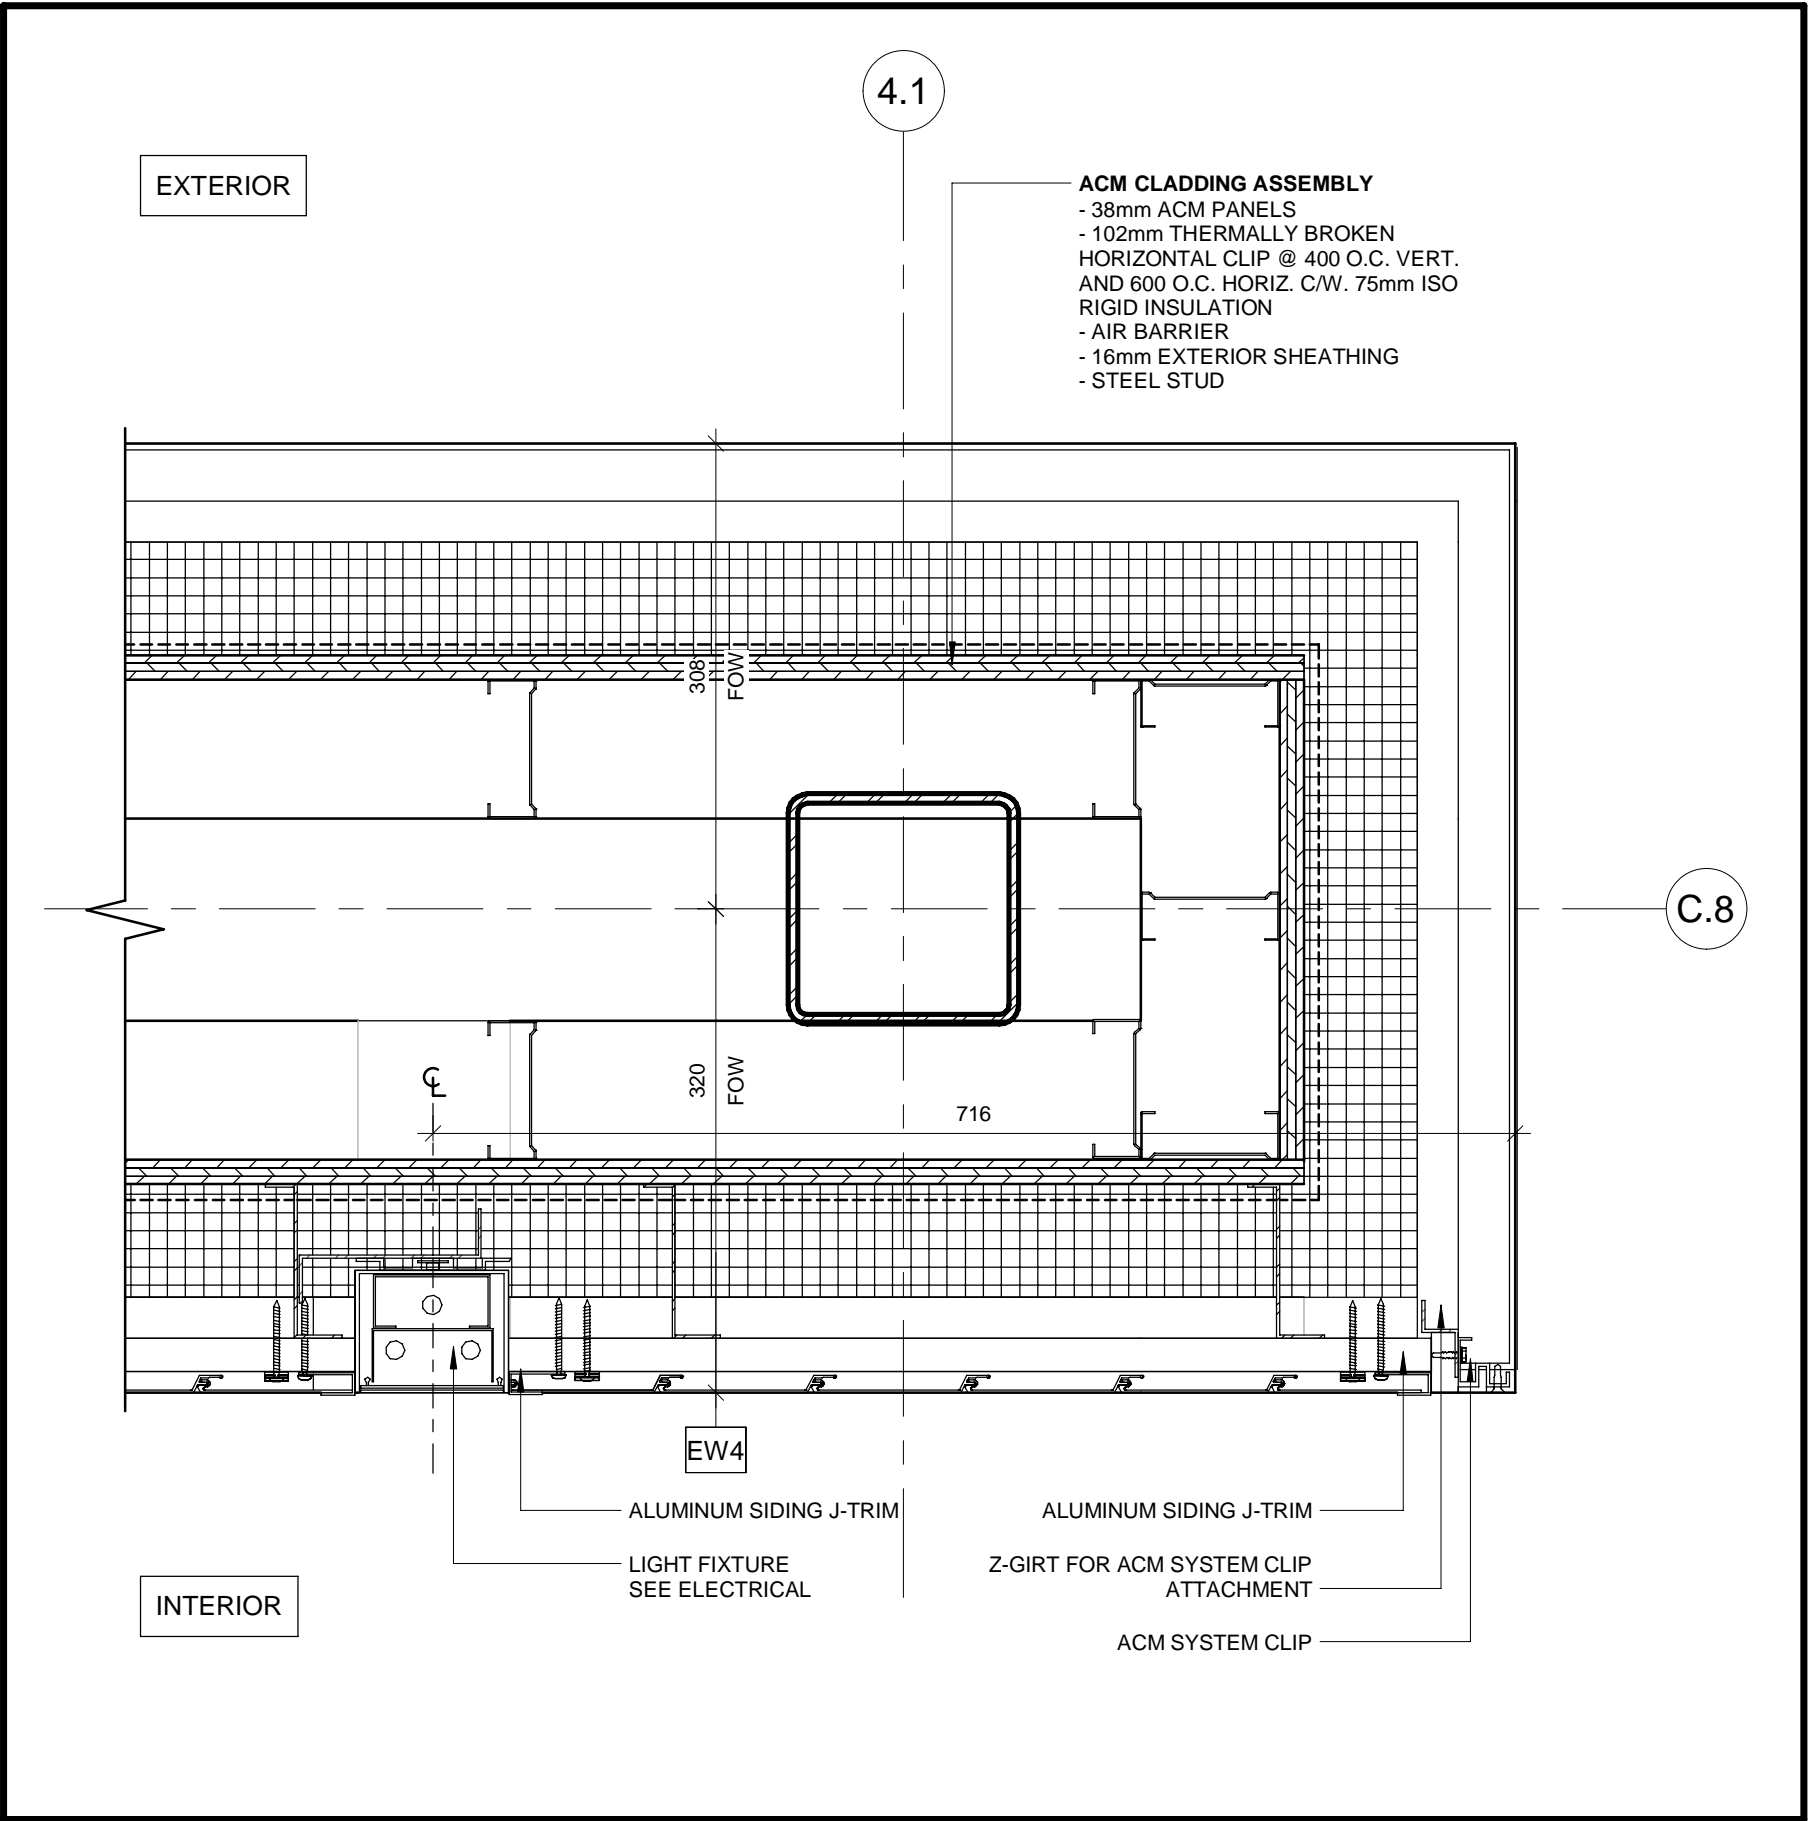 4.1
EXTERIOR
ACM CLADDING ASSEMBLY
- 38mm ACM PANELS
- 102mm THERMALLY BROKEN
HORIZONTAL CLIP @ 400 O.C. VERT.
AND 600 O.C. HORIZ. C/W. 75mm ISO
RIGID INSULATION
- AIR BARRIER
- 16mm EXTERIOR SHEATHING
- STEEL STUD
308
FOW
C.8
320
FOW
℄
716
EW4
ALUMINUM SIDING J-TRIM
LIGHT FIXTURE
SEE ELECTRICAL
ALUMINUM SIDING J-TRIM
Z-GIRT FOR ACM SYSTEM CLIP
ATTACHMENT
ACM SYSTEM CLIP
INTERIOR